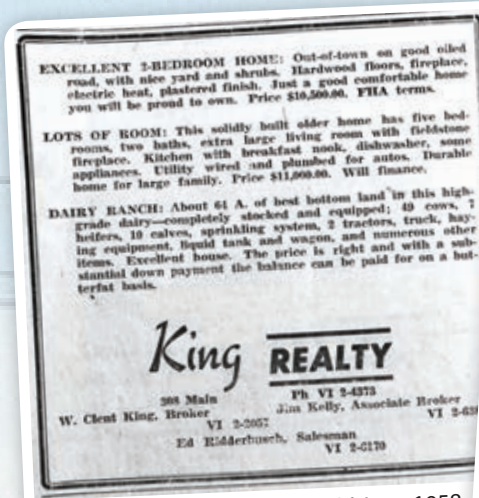 EXCELLENT 2-BEDROOM HOME: Out-of-town on good oiled
road, with nice yard and shrubs. Hardwood floors, fireplace,
electric heat, plastered finish. Just a good comfortable home
you will be proud to own. Price $10,500.00. FHA terms.
LOTS OF ROOM: This solidly built older home has five bed-
rooms, two baths, extra large living room with fieldstone
fireplace. Kitchen with breakfast nook, dishwasher, some
appliances. Utility wired and plumbed for autos. Durable
home for large family. Price $11,000.00. Will finance.
DAIRY RANCH: About 61 A. of best bottom land in this high-
grade dairy—completely stocked and equipped; 40 cows, 7
heifers, 10 calves, sprinkling system, 2 tractors, truck, hay-
ing equipment, liquid tank and wagon, and numerous other
items. Excellent house. The price is right and with a sub-
stantial down payment the balance can be paid for on a but-
terfat basis.
King REALTY
308 Main Ph VI 2-4373
W. Clent King, Broker Jim Kelly, Associate Broker
VI 2-2057 VI
Ed Ridderbusch, Salesman
VI 2-6170